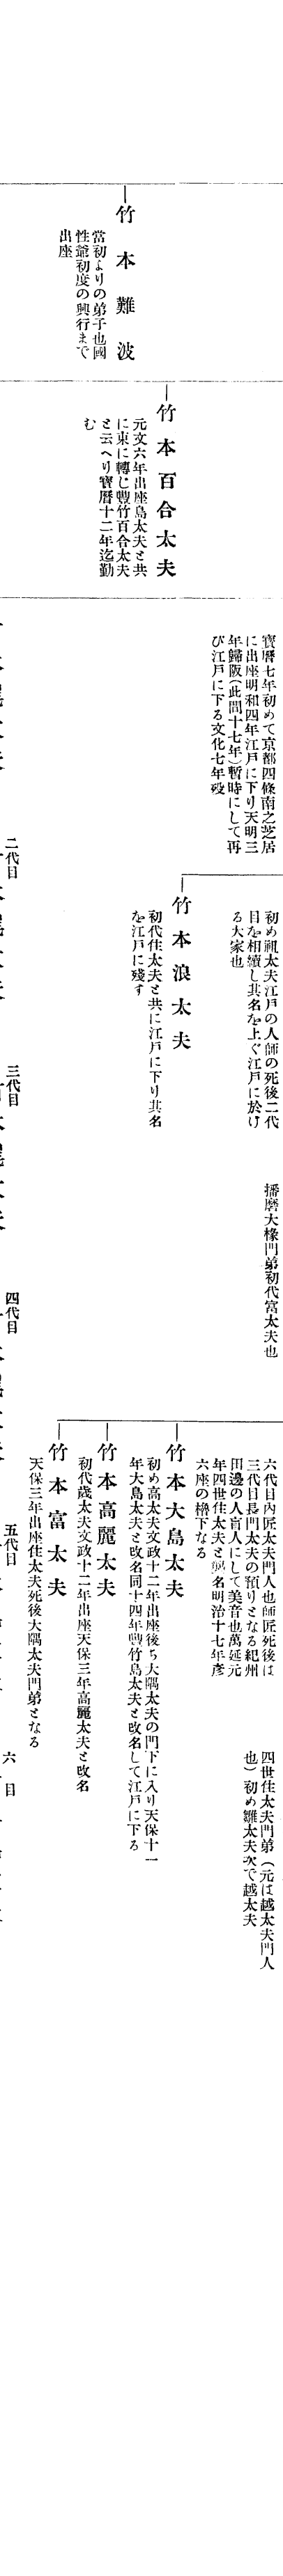 竹本難波
當初よりの弟子也國
性爺初度の興行まで
出座
竹本百合太夫
元文六年出座島太夫と共
に東に轉じ豐竹百合太夫
と云へり寶曆十二年迄勤
む
寶曆七年初めて京都四條南之芝居
に出座明和四年江戸に下り天明三
年歸阪(此間十七年)暫時にして再
び江戸に下る文化七年歿
初め祖太夫江戸の人師の死後二代
目を相續し其名を上ぐ江戸に於け
る大家也
竹本浪太夫
初代住太夫と共に江戸に下り其名
を江戸に殘す
播磨大椽門弟初代富太夫也
六代目內匠太夫門人也師匠死後は
三代目長門太夫の預りとなる紀州
田邊の人盲人にして美音也萬延元
年四世住太夫と改名明治十七年彥
六座の櫓下なる
竹本大島太夫
初め高太夫文政十二年出座後ち大隅太夫の門下に入り天保十一
年大島太夫と改名同十四年豐竹島太夫と改名して江戸に下る
竹本高麗太夫
初代歲太夫文政十二年出座天保三年高麗太夫と改名
竹本富太夫
天保三年出座住太夫死後大隅太夫門弟となる
四世住太夫門弟(元は越太夫門人
也)初め雛太夫次で越太夫
二代目
三代目
四代目
五代目
六
目